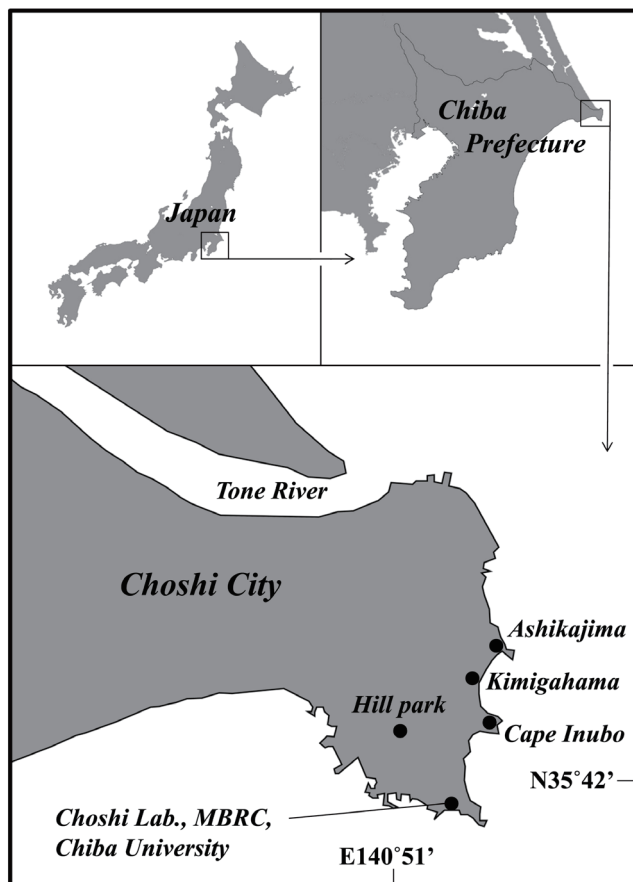 Japan
Chiba
Prefecture
Tone River
Choshi City
Ashikajima
Kimigahama
Hill park
Cape Inubo
N35˚42’
Choshi Lab., MBRC,
Chiba University
E140˚51’